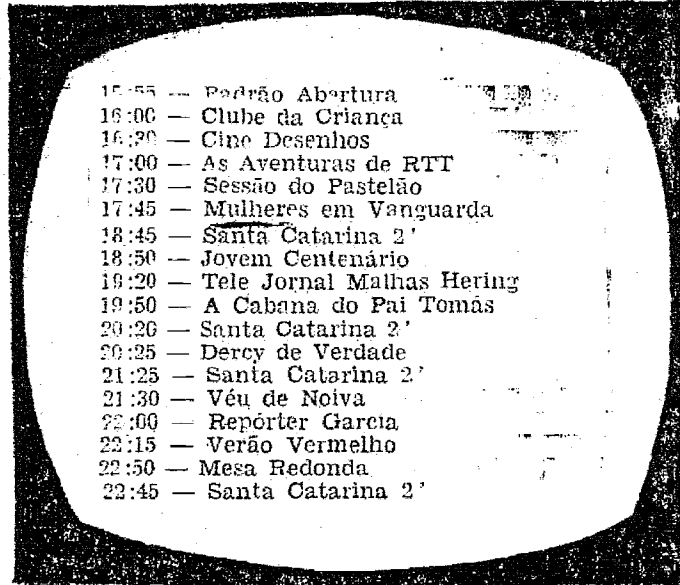 15:55 — Padrão Abertura
16:00 — Clube da Criança
16:30 — Cine Desenhos
17:00 — As Aventuras de RTT
17:30 — Sessão do Pastelão
17:45 — Mulheres em Vanguarda
18:45 — Santa Catarina 2'
18:50 — Jovem Centenário
19:20 — Tele Jornal Malhas Hering
19:50 — A Cabana do Pai Tomás
20:20 — Santa Catarina 2'
20:25 — Dercy de Verdade
21:25 — Santa Catarina 2'
21:30 — Véu de Noiva
22:00 — Repórter Garcia
22:15 — Verão Vermelho
22:50 — Mesa Redonda
22:45 — Santa Catarina 2'